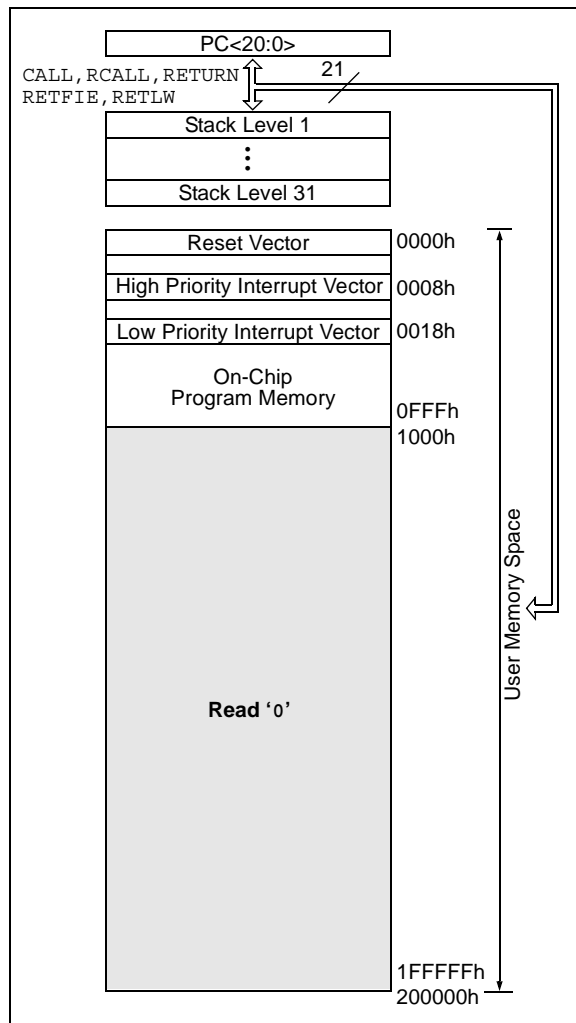 PC<20:0>
CALL,RCALL,RETURN
RETFIE,RETLW
21
Stack Level 1
Stack Level 31
Reset Vector
0000h
High Priority Interrupt Vector
0008h
Low Priority Interrupt Vector
0018h
On-Chip
Program Memory
0FFFh
1000h
User Memory Space
Read ‘0’
1FFFFFh
200000h